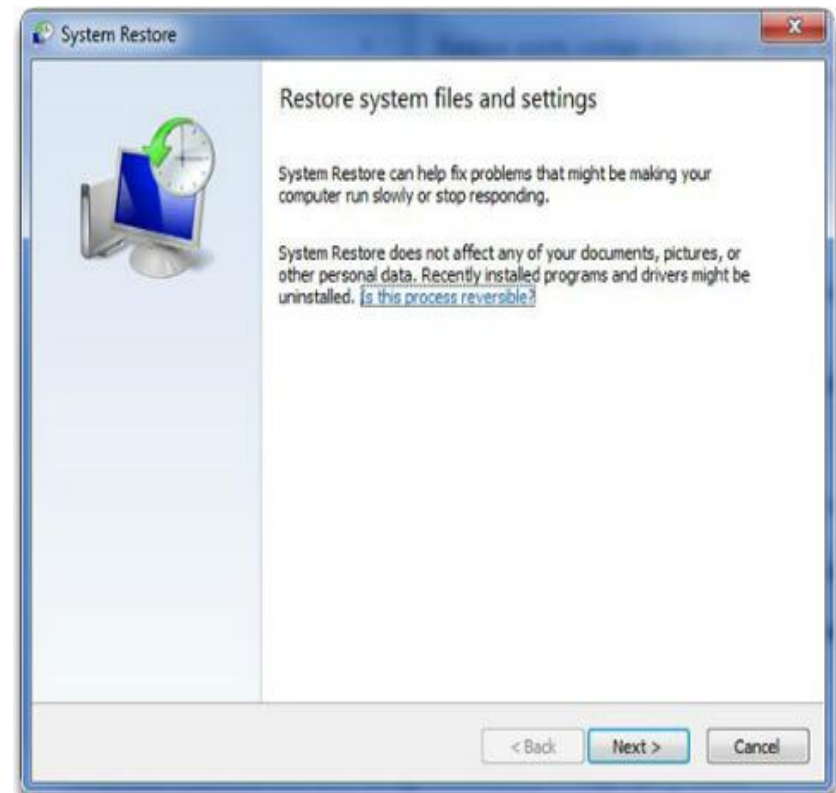 System Restore
Restore system files and settings
System Restore can help fix problems that might be making your
computer run slowly or stop responding.
System Restore does not affect any of your documents, pictures, or
other personal data. Recently installed programs and drivers might be
uninstalled. Is this process reversible?
< Back Next > Cancel